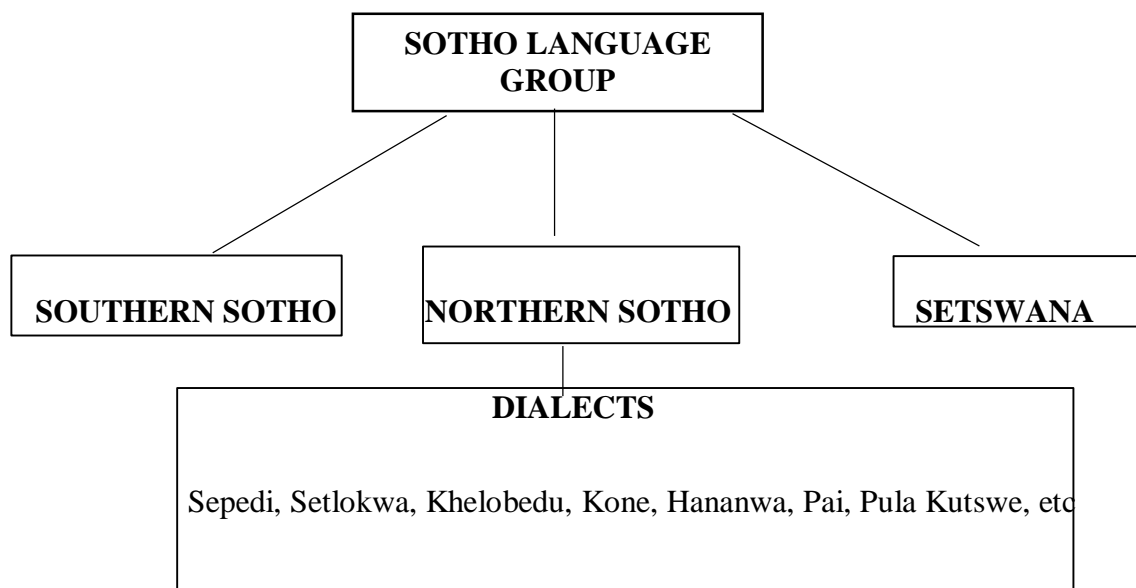 SOTHO LANGUAGE
GROUP
SOUTHERN SOTHO
NORTHERN SOTHO
SETSWANA
DIALECTS
Sepedi, Setlokwa, Khelobedu, Kone, Hananwa, Pai, Pula Kutswe, etc